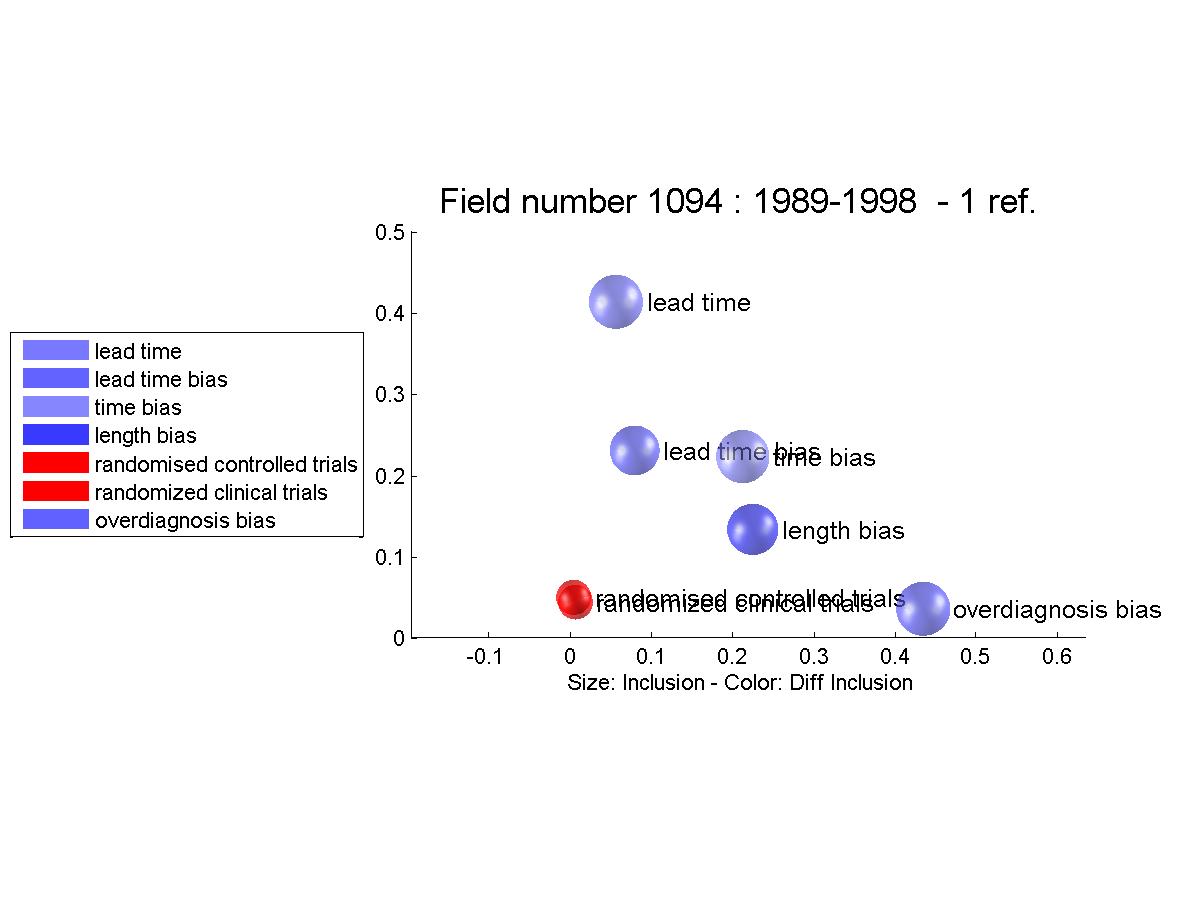 Field number 1094 : 1989-1998 - 1 ref.
0.5
0.4
0.3
0.2
0.1
0
lead time
lead time bias
time bias
length bias
randomised controlled trials
randomized clinical trials
overdiagnosis bias
lead time
lead time bias
time bias
length bias
randomised controlled trials
randomized clinical trials
overdiagnosis bias
-0.1 0 0.1 0.2 0.3 0.4 0.5 0.6
Size: Inclusion - Color: Diff Inclusion